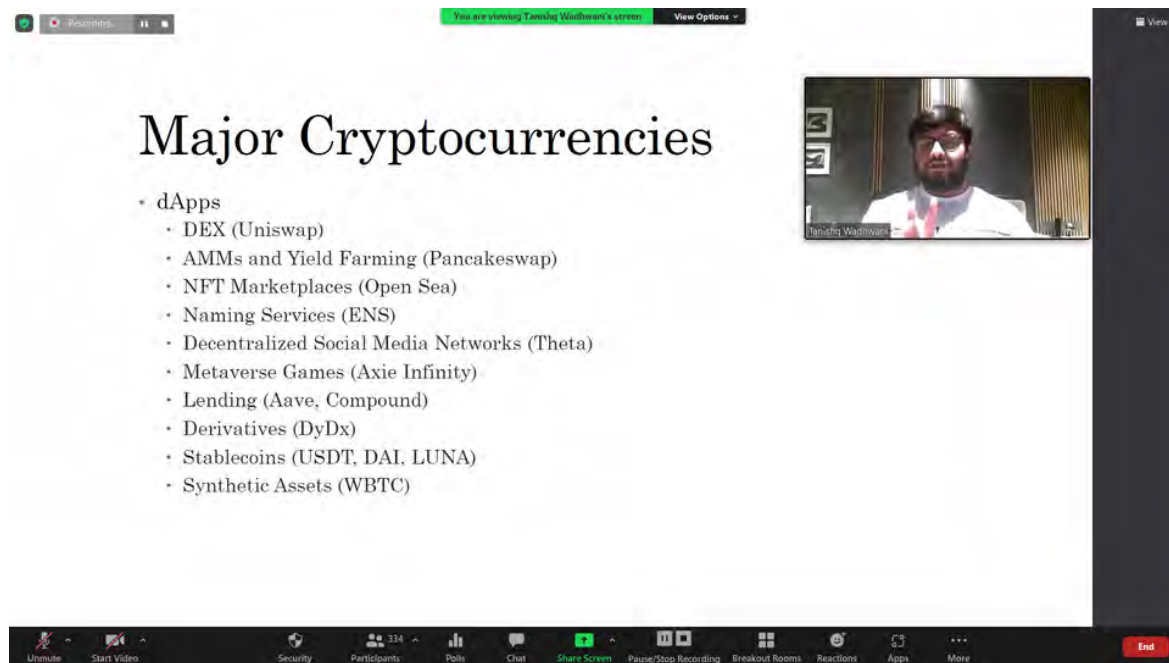 Recording...
You are viewing Tanishq Wadhwani's screen View Options
View
Major Cryptocurrencies
• dApps
• DEX (Uniswap)
• AMMs and Yield Farming (Pancakeswap)
• NFT Marketplaces (Open Sea)
• Naming Services (ENS)
• Decentralized Social Media Networks (Theta)
• Metaverse Games (Axie Infinity)
• Lending (Aave, Compound)
• Derivatives (DyDx)
• Stablecoins (USDT, DAI, LUNA)
• Synthetic Assets (WBTC)
Tanishq Wadhwani
334
Unmute Start Video Security Participants Polls Chat Share Screen Pause/Stop Recording Breakout Rooms Reactions Apps More End